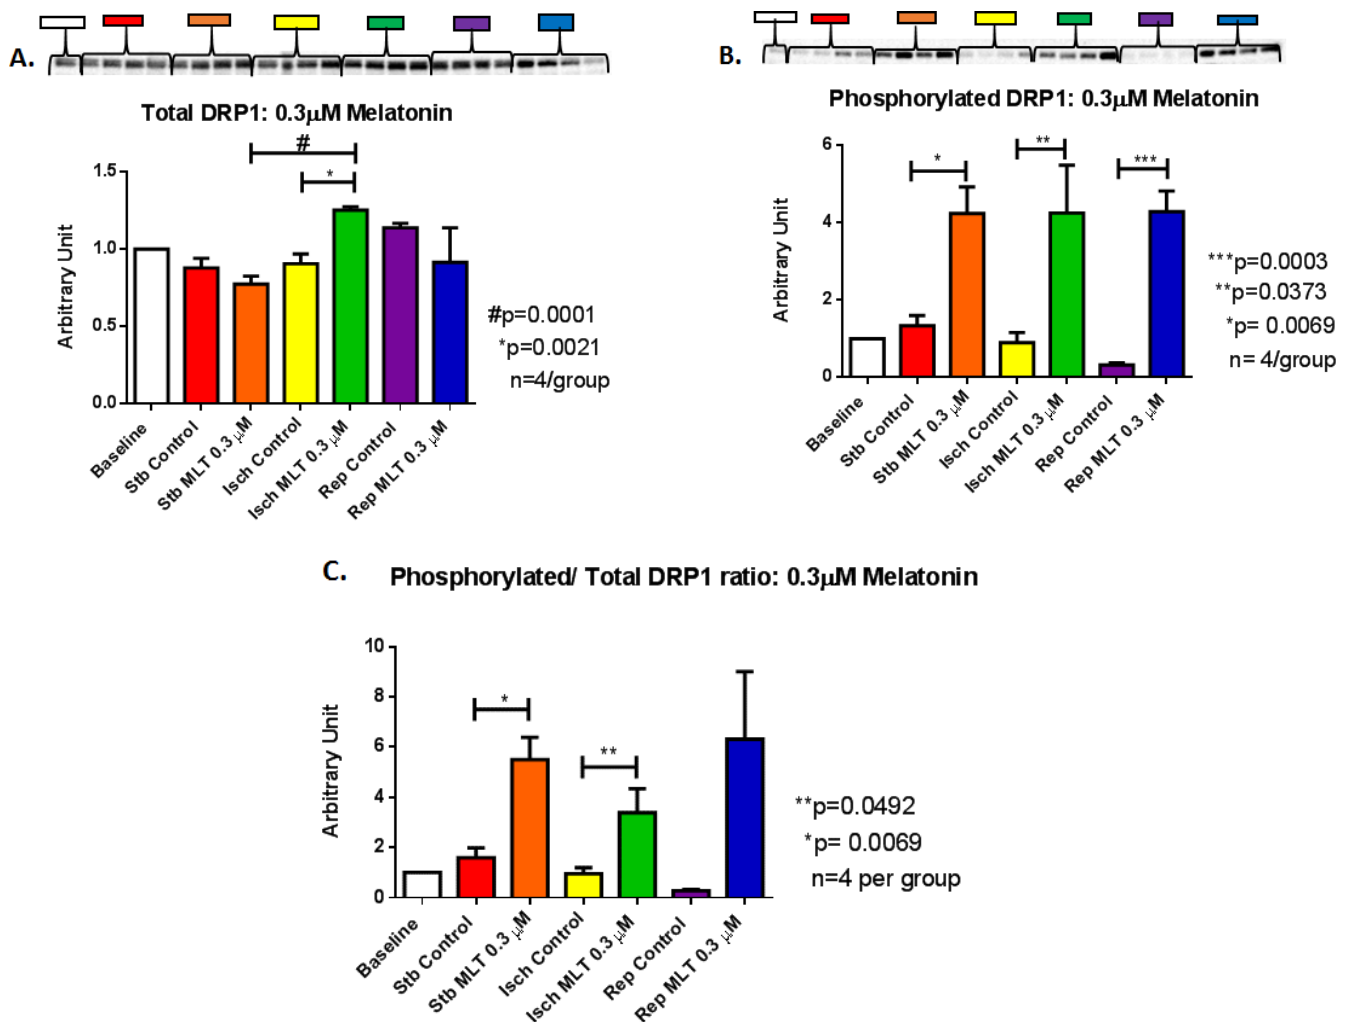 A.
Total DRP1: 0.3μM Melatonin
#
*
1.5
1.0
0.5
0.0
Arbitrary Unit
Baseline
Stb Control
Stb MLT 0.3 μM
Isch Control
Isch MLT 0.3 μM
Rep Control
Rep MLT 0.3 μM
#p=0.0001
*p=0.0021
n=4/group
B.
Phosphorylated DRP1: 0.3μM Melatonin
*
**
***
6
4
2
0
Arbitrary Unit
Baseline
Stb Control
Stb MLT 0.3 μM
Isch Control
Isch MLT 0.3 μM
Rep Control
Rep MLT 0.3 μM
***p=0.0003
**p=0.0373
*p= 0.0069
n= 4/group
C.
Phosphorylated/ Total DRP1 ratio: 0.3μM Melatonin
*
**
10
8
6
4
2
0
Arbitrary Unit
Baseline
Stb Control
Stb MLT 0.3 μM
Isch Control
Isch MLT 0.3 μM
Rep Control
Rep MLT 0.3 μM
**p=0.0492
*p= 0.0069
n=4 per group